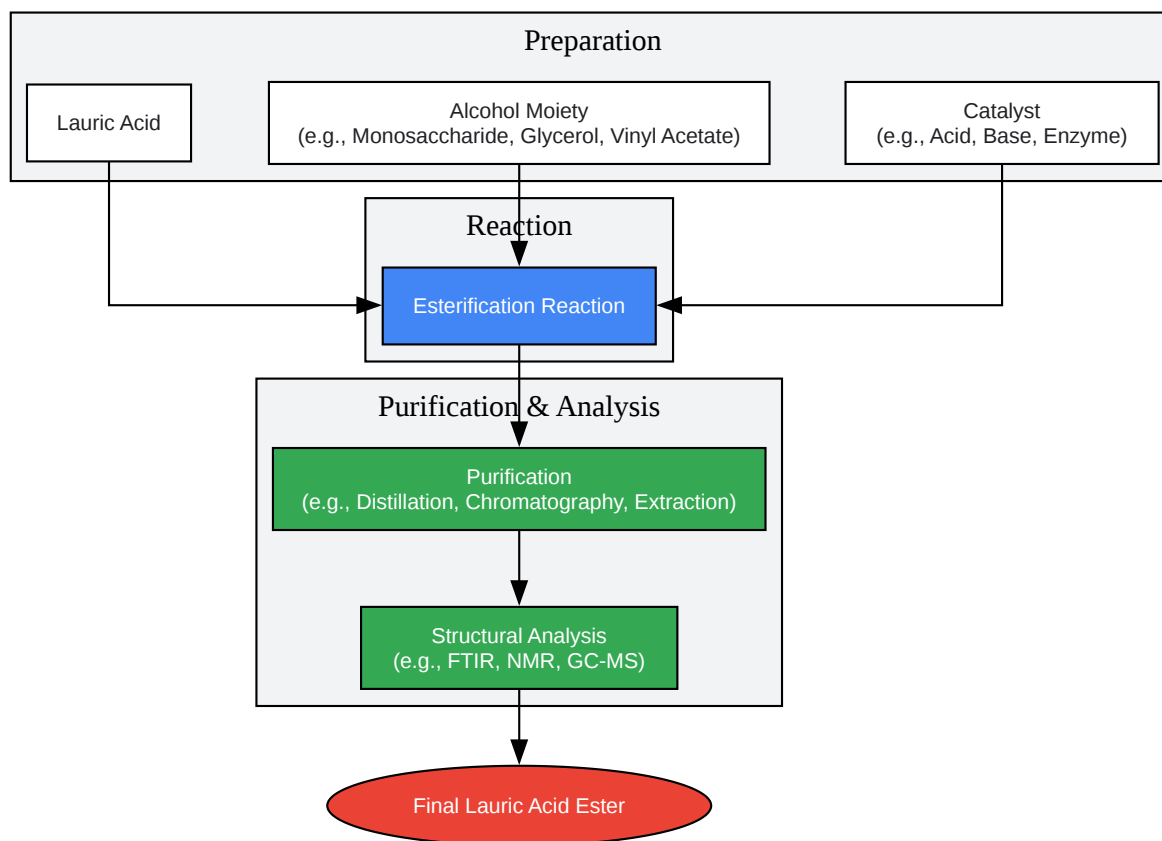 Preparation
Lauric Acid
Alcohol Moiety
(e.g., Monosaccharide, Glycerol, Vinyl Acetate)
Catalyst
(e.g., Acid, Base, Enzyme)
Reaction
Esterification Reaction
Purification & Analysis
Purification
(e.g., Distillation, Chromatography, Extraction)
Structural Analysis
(e.g., FTIR, NMR, GC-MS)
Final Lauric Acid Ester